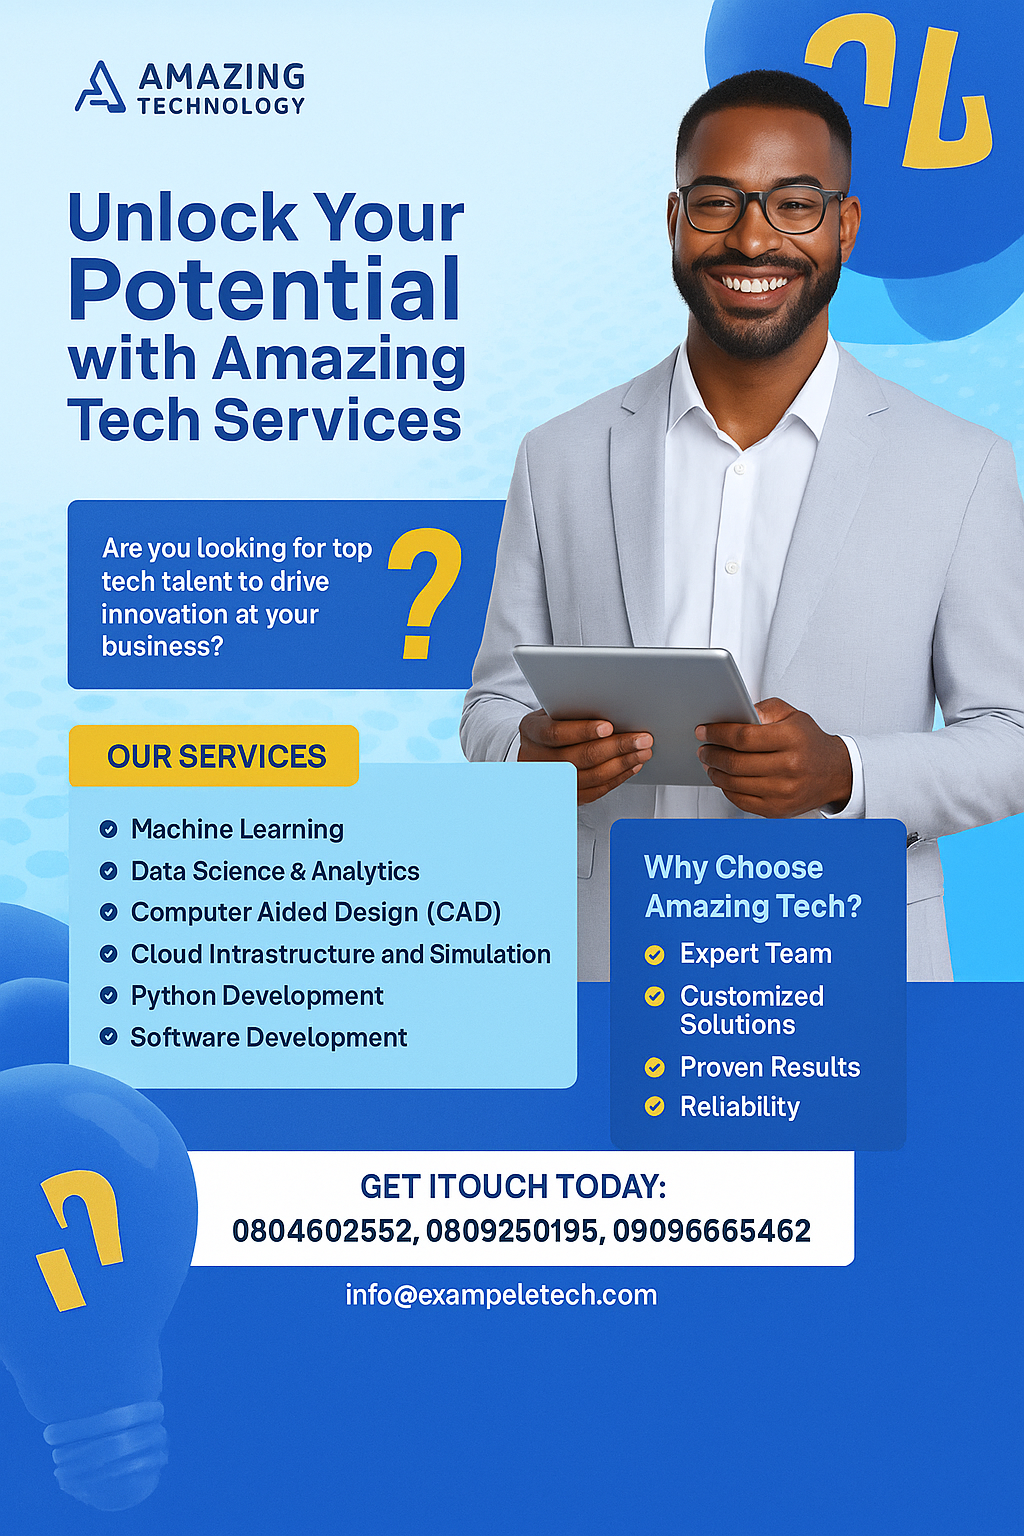 AMAZING
TECHNOLOGY
Unlock Your
Potential
with Amazing
Tech Services
Are you looking for top
tech talent to drive
innovation at your
business?
?
OUR SERVICES
Machine Learning
Data Science & Analytics
Computer Aided Design (CAD)
Cloud Intrastructure and Simulation
Python Development
Software Development
Why Choose
Amazing Tech?
Expert Team
Customized
Solutions
Proven Results
Reliability
GET ITOUCH TODAY:
0804602552, 0809250195, 09096665462
info@exampeletech.com